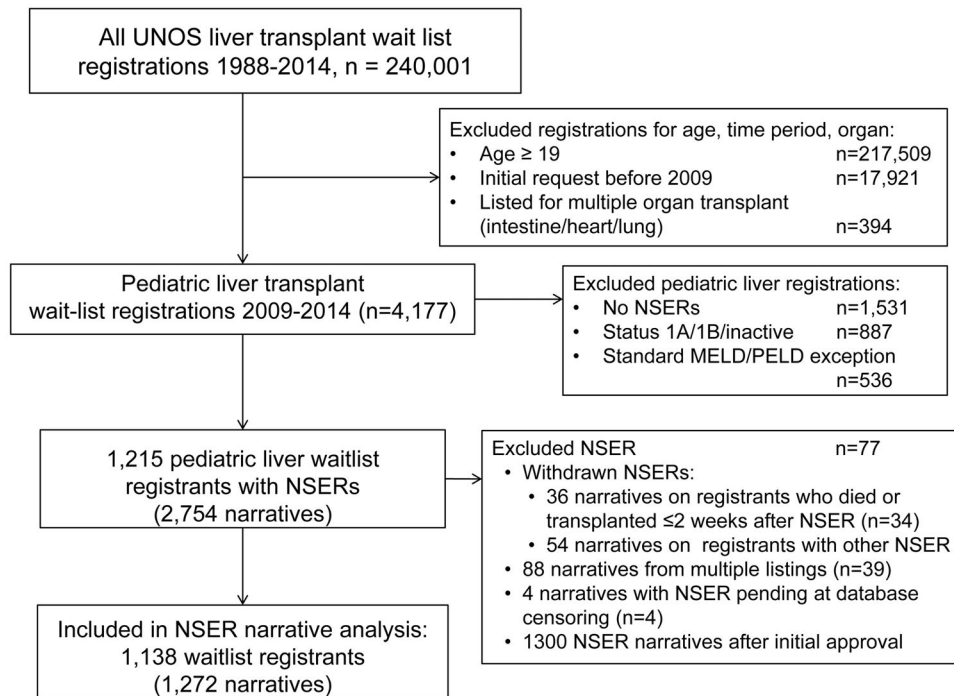 All UNOS liver transplant wait list
registrations 1988-2014, n = 240,001
Excluded registrations for age, time period, organ:
• Age ≥ 19 n=217,509
• Initial request before 2009 n=17,921
• Listed for multiple organ transplant
(intestine/heart/lung) n=394
Pediatric liver transplant
wait-list registrations 2009-2014 (n=4,177)
Excluded pediatric liver registrations:
• No NSERs n=1,531
• Status 1A/1B/inactive n=887
• Standard MELD/PELD exception
n=536
1,215 pediatric liver waitlist
registrants with NSERs
(2,754 narratives)
Excluded NSER n=77
• Withdrawn NSERs:
• 36 narratives on registrants who died or
transplanted ≤2 weeks after NSER (n=34)
• 54 narratives on registrants with other NSER
• 88 narratives from multiple listings (n=39)
• 4 narratives with NSER pending at database
censoring (n=4)
• 1300 NSER narratives after initial approval
Included in NSER narrative analysis:
1,138 waitlist registrants
(1,272 narratives)